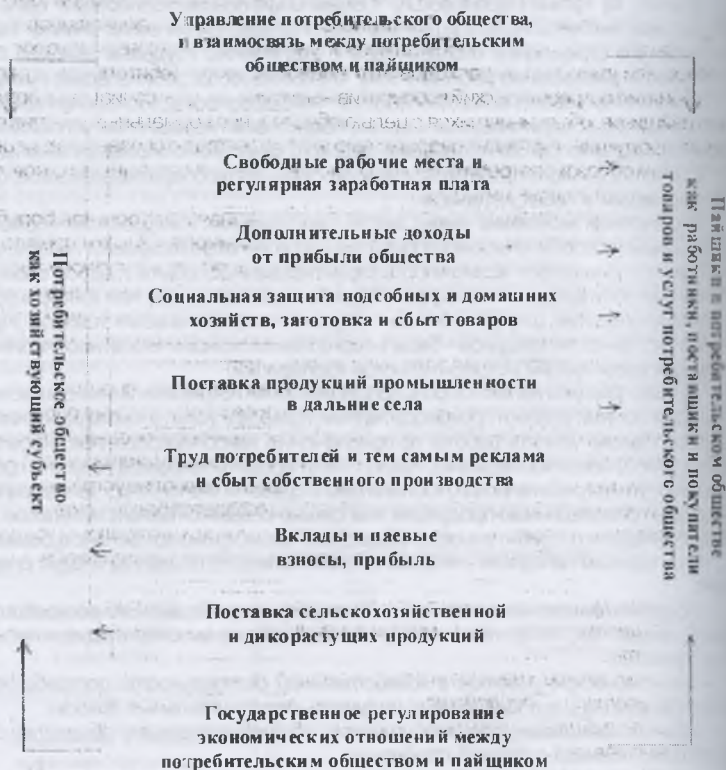 Управление потребительского общества,
и взаимосвязь между потребительским
обществом и пайщиком
Свободные рабочие места и
регулярная заработная плата
Дополнительные доходы
от прибыли общества
Социальная защита подсобных и домашних
хозяйств, заготовка и сбыт товаров
Поставка продукций промышленности
в дальние села
Труд потребителей и тем самым реклама
и сбыт собственного производства
Вклады и паевые
взносы, прибыль
Поставка сельскохозяйственной
и дикорастущих продукций
Государственное регулирование
экономических отношений между
потребительским обществом и пайщиком
Потребительское общество
как хозяйствующий субъект
Пайщики в потребительском обществе
как работники, поставщики и покупатели
товаров и услуг потребительского общества